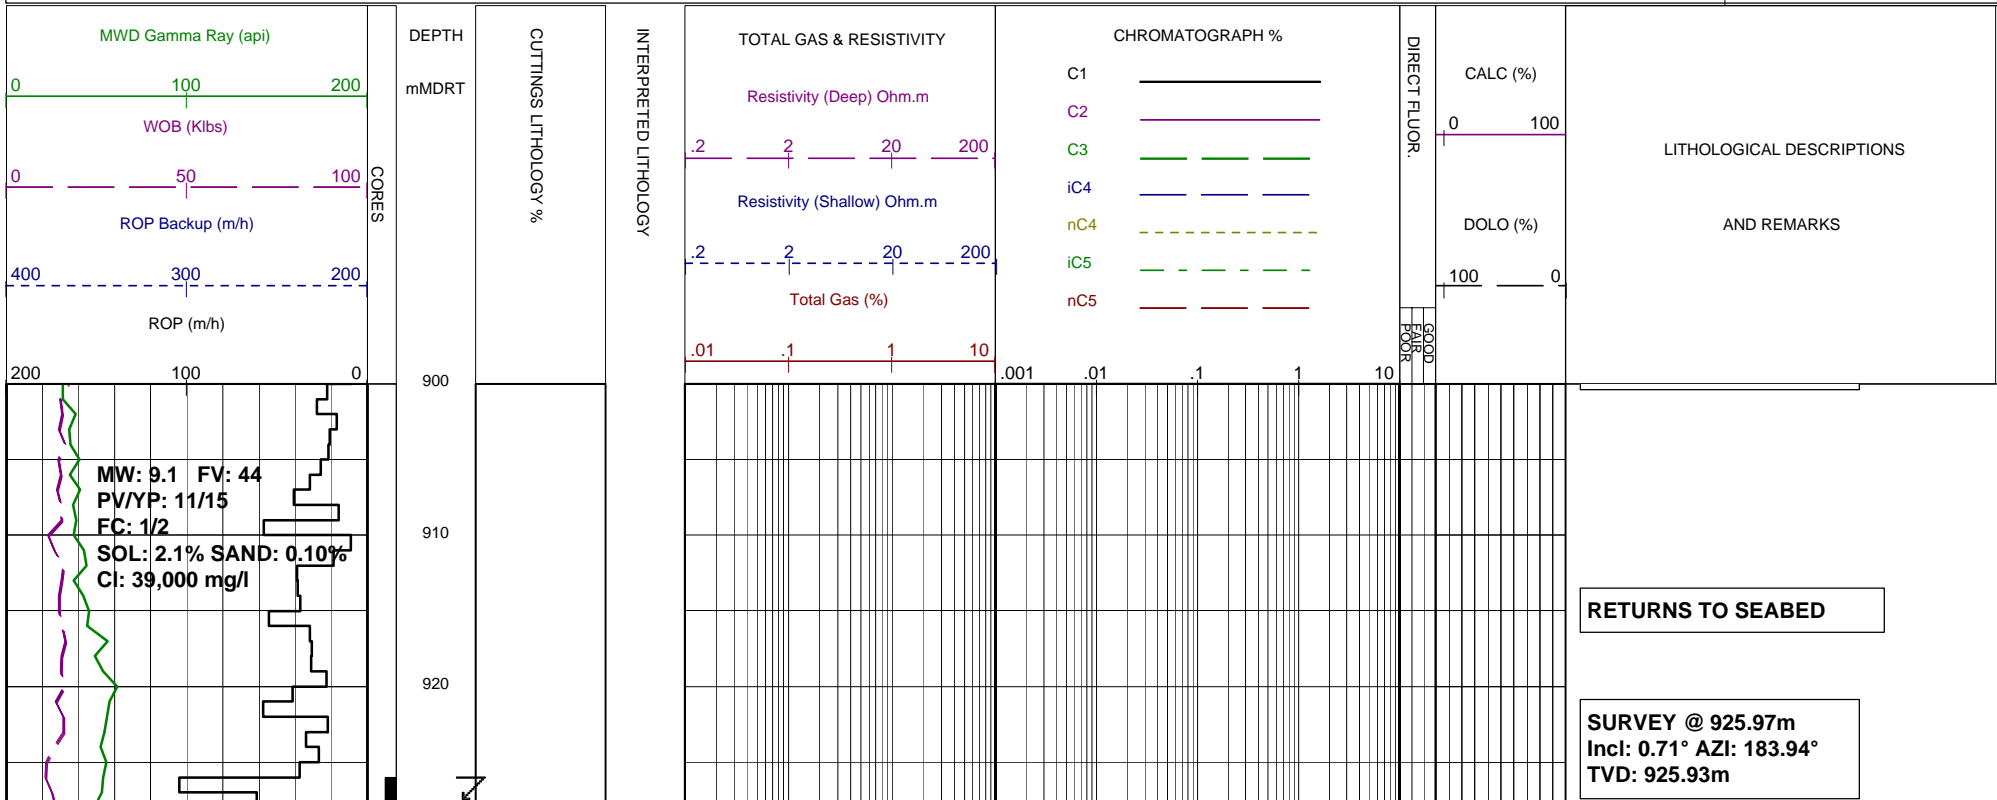 MWD Gamma Ray (api)
0 100 200
WOB (Klbs)
0 50 100
ROP Backup (m/h)
400 300 200
ROP (m/h)
200 100 0
CORES
DEPTH
mMDRT
CUTTINGS LITHOLOGY %
INTERPRETED LITHOLOGY
TOTAL GAS & RESISTIVITY
Resistivity (Deep) Ohm.m
.2 2 20 200
Resistivity (Shallow) Ohm.m
.2 2 20 200
Total Gas (%)
.01 .1 1 10
CHROMATOGRAPH %
C1
C2
C3
iC4
nC4
iC5
nC5
.001 .01 .1 1 10
DIRECT FLUOR.
POOR
FAIR
GOOD
CALC (%)
0 100
DOLO (%)
100 0
LITHOLOGICAL DESCRIPTIONS
AND REMARKS
900
MW: 9.1 FV: 44
PV/YP: 11/15
FC: 1/2
SOL: 2.1% SAND: 0.10%
Cl: 39,000 mg/l
910
920
RETURNS TO SEABED
SURVEY @ 925.97m
Incl: 0.71° AZI: 183.94°
TVD: 925.93m